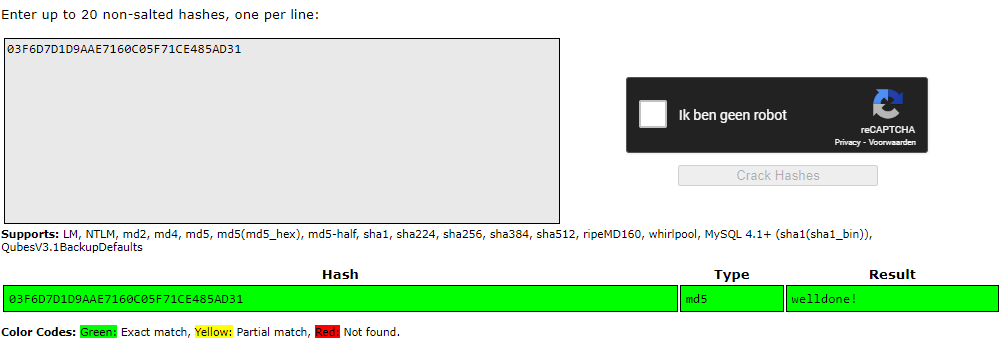 Enter up to 20 non-salted hashes, one per line:
03F6D7D1D9AAE7160C05F71CE485AD31
Ik ben geen robot
reCAPTCHA
Privacy - Voorwaarden
Crack Hashes
Supports: LM, NTLM, md2, md4, md5, md5(md5_hex), md5-half, sha1, sha224, sha256, sha384, sha512, ripeMD160, whirlpool, MySQL 4.1+ (sha1(sha1_bin)),
QubesV3.1BackupDefaults
Hash Type Result
03F6D7D1D9AAE7160C05F71CE485AD31 md5 welldone!
Color Codes: Green: Exact match, Yellow: Partial match, Red: Not found.